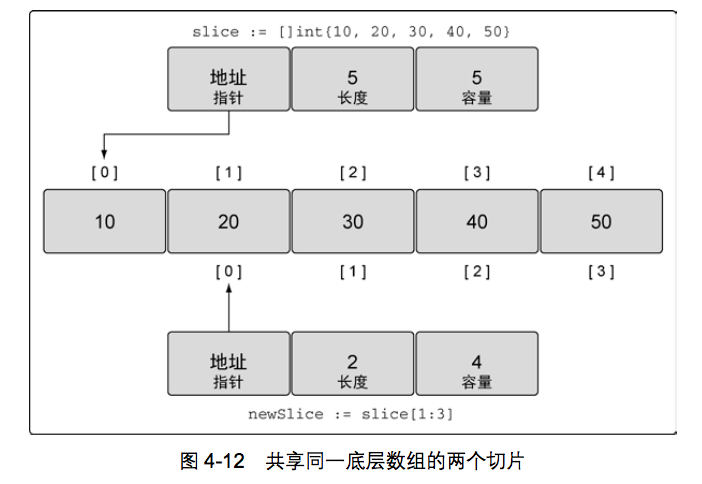 slice := []int{10, 20, 30, 40, 50}
地址 5 5
指针 长度 容量
[0] [1] [2] [3] [4]
10 20 30 40 50
[0] [1] [2] [3]
地址 2 4
指针 长度 容量
newSlice := slice[1:3]
图 4-12 共享同一底层数组的两个切片